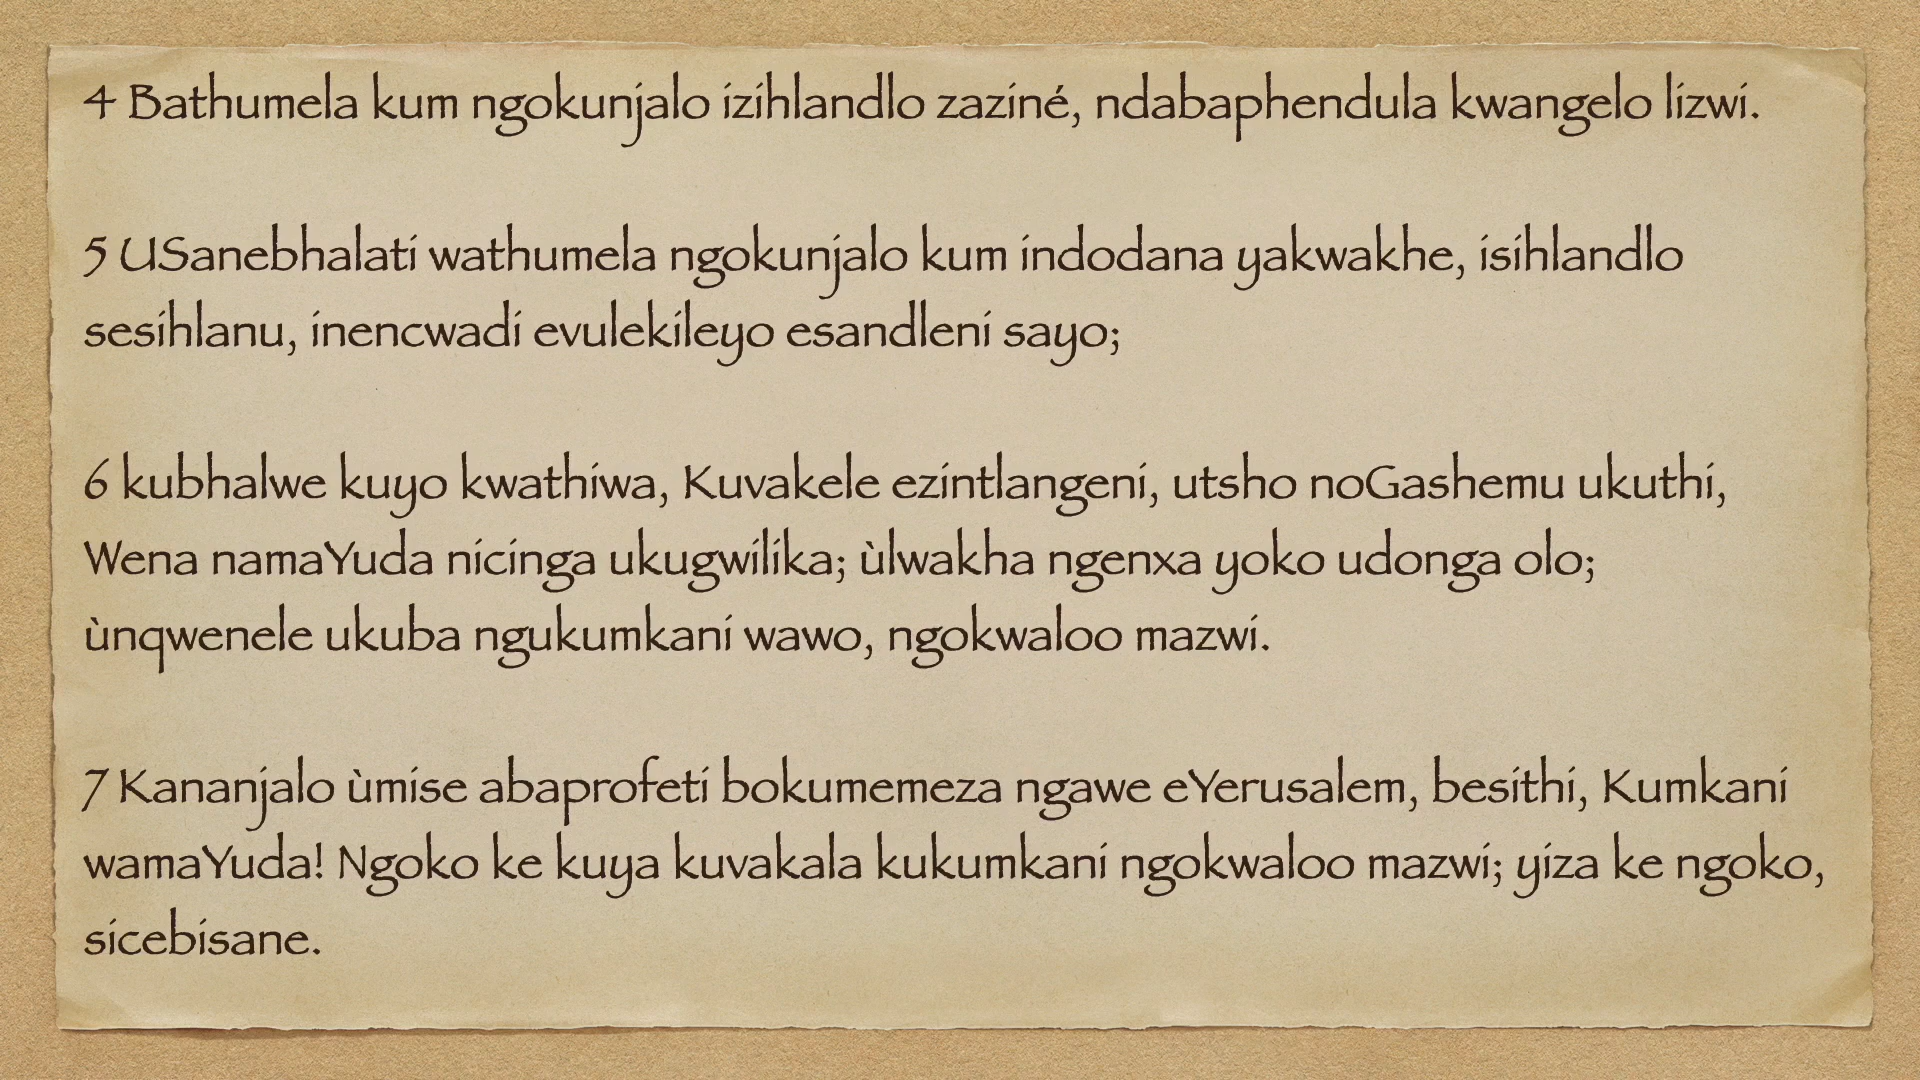 4 Bathumela kum ngokunjalo izihlandlo zaziné, ndabaphendula kwangelo lizwi.
5 USanebhalati wathumela ngokunjalo kum indodana yakwakhe, isihlandlo
sesihlanu, inencwadi evulekileyo esandleni sayo;
6 kubhalwe kuyo kwathiwa, Kuvakele ezintlangeni, utsho noGashemu ukuthi,
Wena namaYuda nicinga ukugwilika; ùlwakha ngenxa yoko udonga olo;
ùnqwenele ukuba ngukumkani wawo, ngokwaloo mazwi.
7 Kananjalo ùmise abaprofeti bokumemeza ngawe eYerusalem, besithi, Kumkani
wamaYuda! Ngoko ke kuya kuvakala kukumkani ngokwaloo mazwi; yiza ke ngoko,
sicebisane.